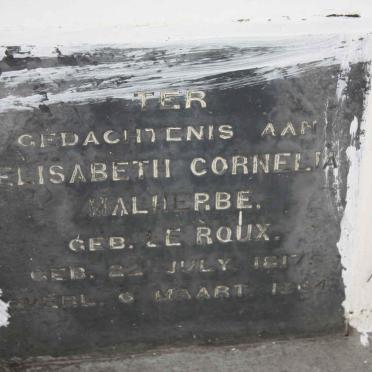 TER
GEDACHTENIS AAN
ELISABETH CORNELIA
MALHERBE.
GEB. LE ROUX.
GEB. 22 JULY
OVERL. 6 MAART